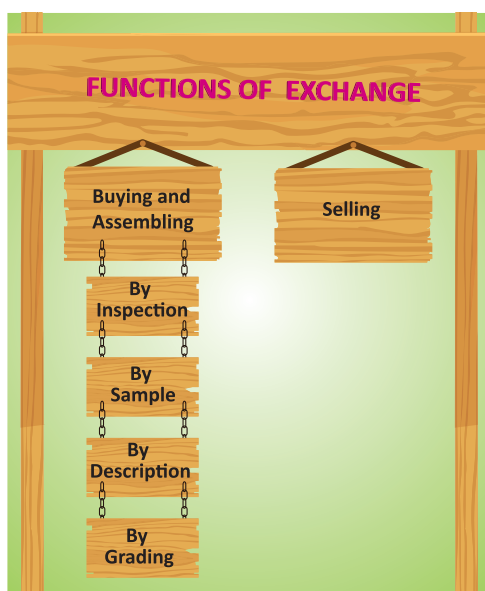 FUNCTIONS OF EXCHANGE
Buying and
Assembling
By
Inspection
By
Sample
By
Description
By
Grading
Selling